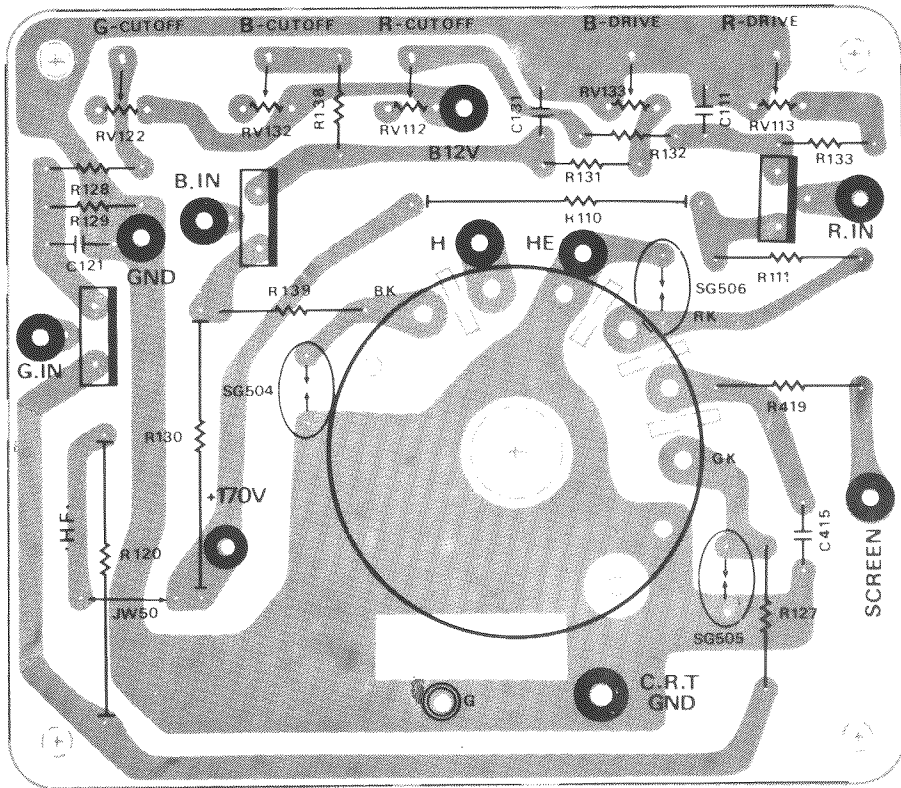 G-CUTOFF B-CUTOFF R-CUTOFF B-DRIVE R-DRIVE
RV122 RV132 R138 RV112 C131 RV133 C111 RV113
B12V R132 R133
R131
R128 B.IN
R129 R110
C121 GND H HE R.IN
R111
R139 BK SG506
RK
G.IN
SG504
R419
R130 GK
+170V
.H.F. R120 C415
SCREEN
JW50 R127
SG505
C.R.T
GND
G